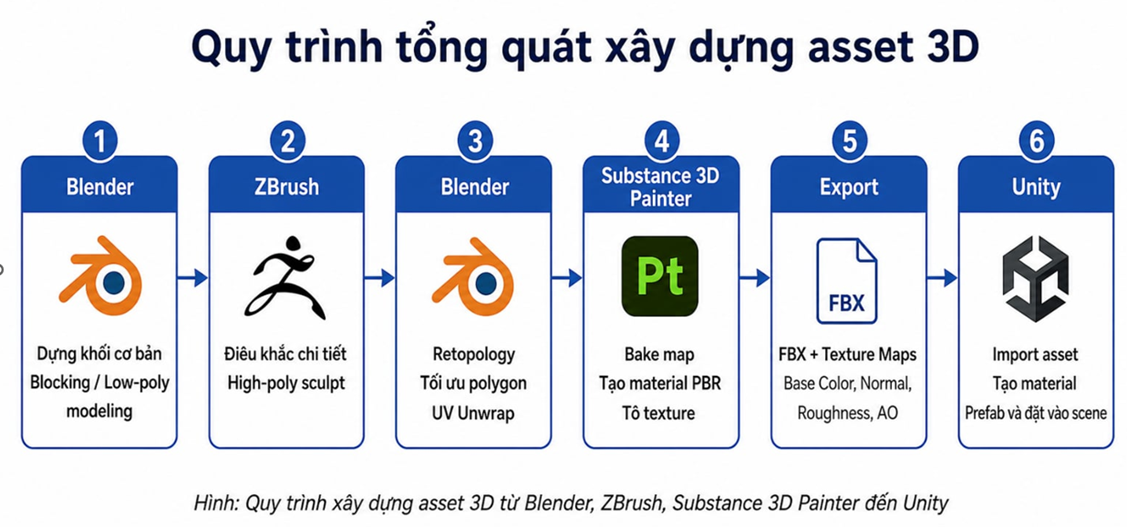 Quy trình tổng quát xây dựng asset 3D
1
Blender
Dựng khối cơ bản
Blocking / Low-poly
modeling
2
ZBrush
Điêu khắc chi tiết
High-poly sculpt
3
Blender
Retopology
Tối ưu polygon
UV Unwrap
4
Substance 3D
Painter
Pt
Bake map
Tạo material PBR
Tô texture
5
Export
FBX
FBX + Texture Maps
Base Color, Normal,
Roughness, AO
6
Unity
Import asset
Tạo material
Prefab và đặt vào scene
Hình: Quy trình xây dựng asset 3D từ Blender, ZBrush, Substance 3D Painter đến Unity